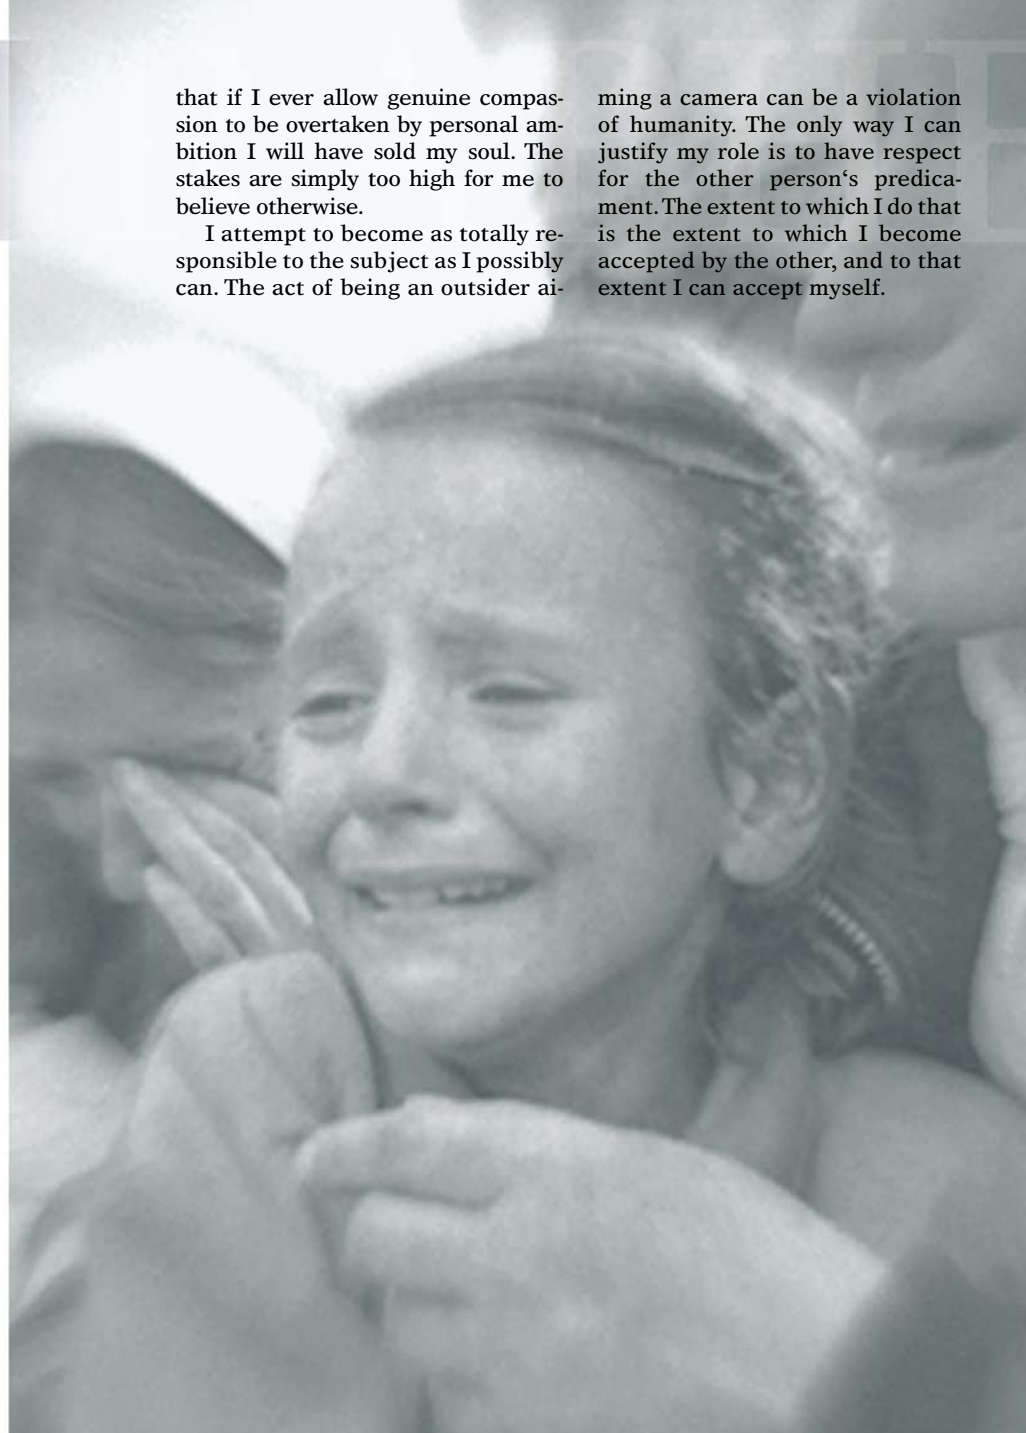 that if I ever allow genuine compas-
sion to be overtaken by personal am-
bition I will have sold my soul. The
stakes are simply too high for me to
believe otherwise.
I attempt to become as totally re-
sponsible to the subject as I possibly
can. The act of being an outsider ai-
ming a camera can be a violation
of humanity. The only way I can
justify my role is to have respect
for the other person‘s predica-
ment. The extent to which I do that
is the extent to which I become
accepted by the other, and to that
extent I can accept myself.